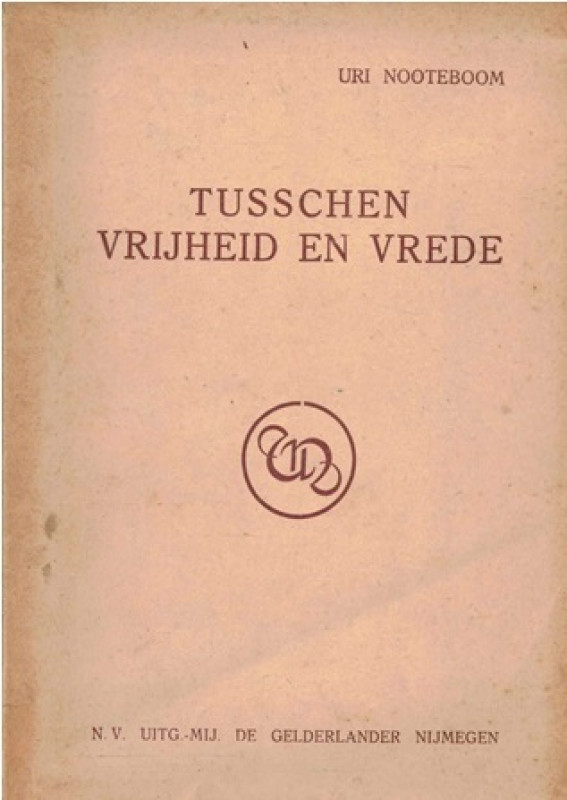 URI NOOTEBOOM
TUSSCHEN
VRIJHEID EN VREDE
N. V. UITG.-MIJ. DE GELDERLANDER NIJMEGEN